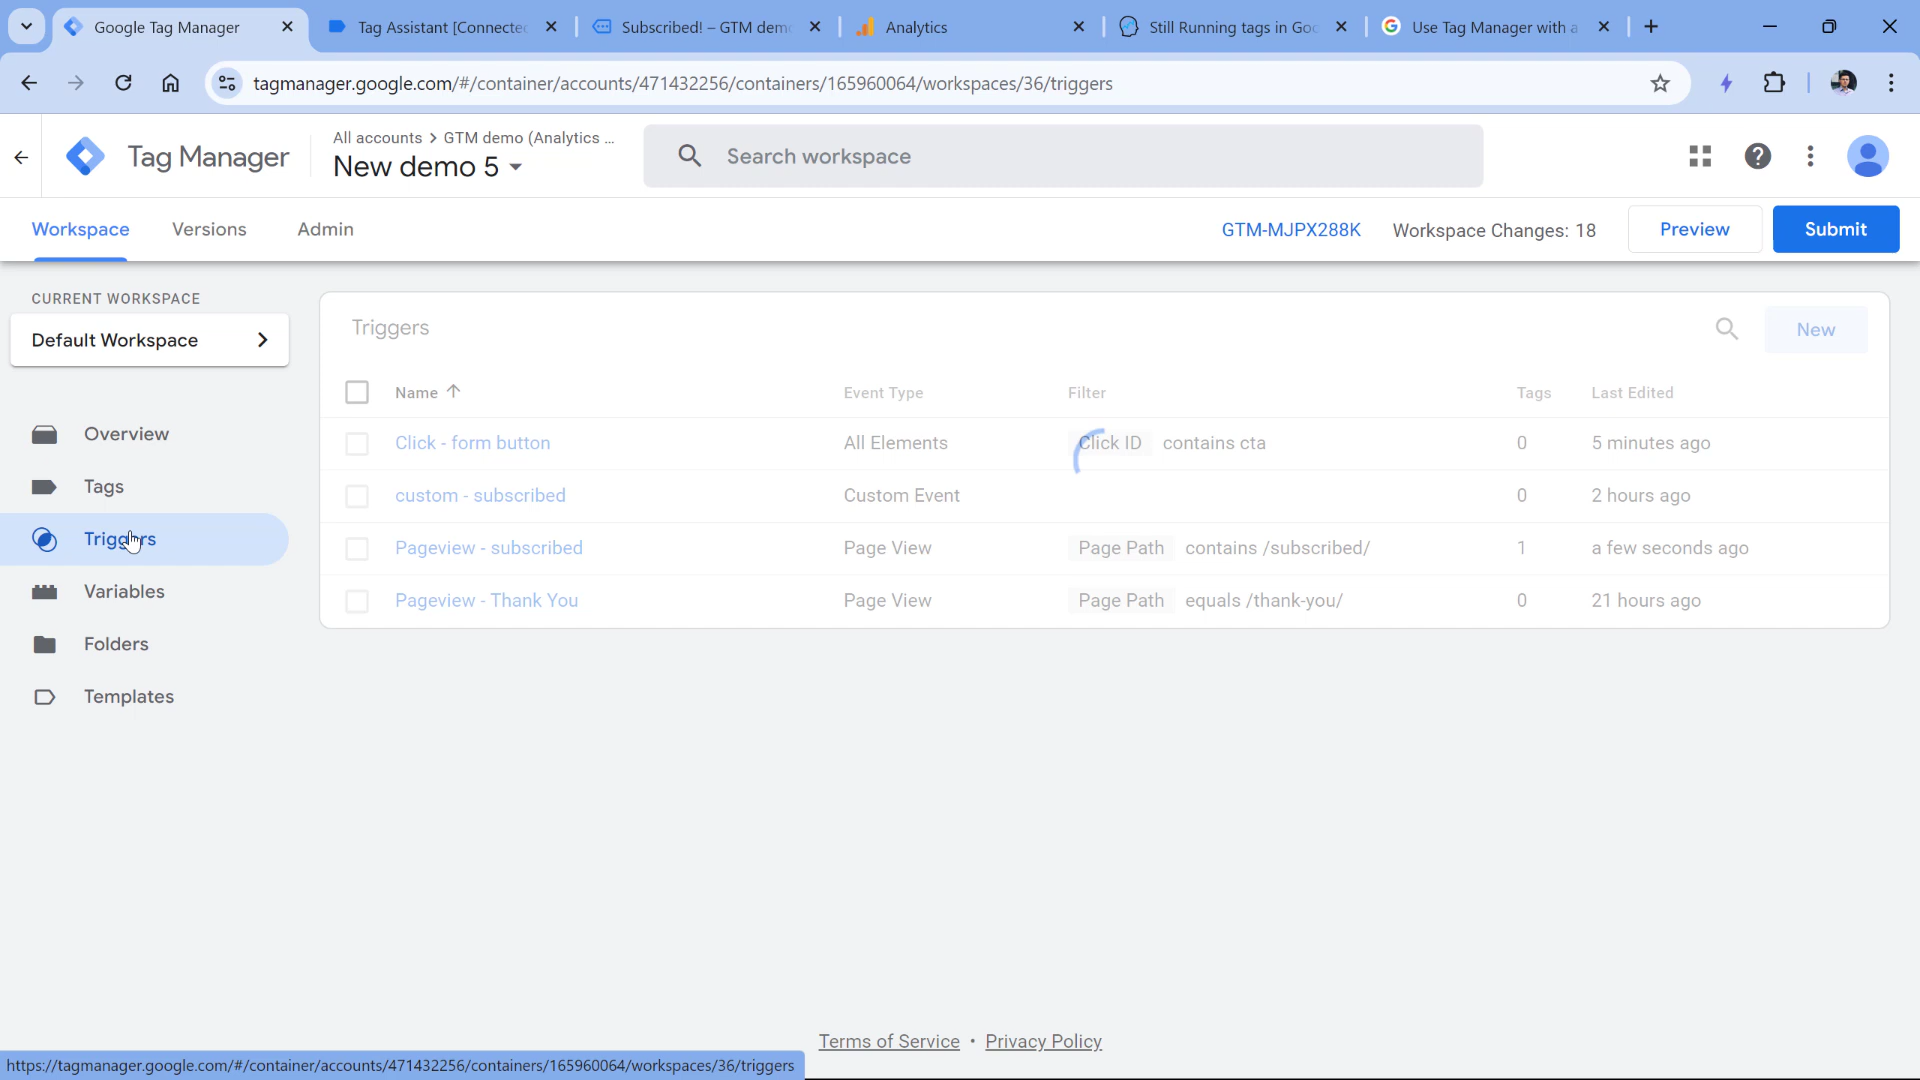 Google Tag Manager
Tag Assistant [Connected
Subscribed! – GTM demo
Analytics
Still Running tags in Goo
Use Tag Manager with a
tagmanager.google.com/#/container/accounts/471432256/containers/165960064/workspaces/36/triggers
Tag Manager
All accounts > GTM demo (Analytics ...
New demo 5
Search workspace
Workspace
Versions
Admin
GTM-MJPX288K
Workspace Changes: 18
Preview
Submit
CURRENT WORKSPACE
Default Workspace
Overview
Tags
Triggers
Variables
Folders
Templates
Triggers
New
Name Event Type Filter Tags Last Edited
Click - form button All Elements Click ID contains cta 0 5 minutes ago
custom - subscribed Custom Event 0 2 hours ago
Pageview - subscribed Page View Page Path contains /subscribed/ 1 a few seconds ago
Pageview - Thank You Page View Page Path equals /thank-you/ 0 21 hours ago
Terms of Service • Privacy Policy
https://tagmanager.google.com/#/container/accounts/471432256/containers/165960064/workspaces/36/triggers